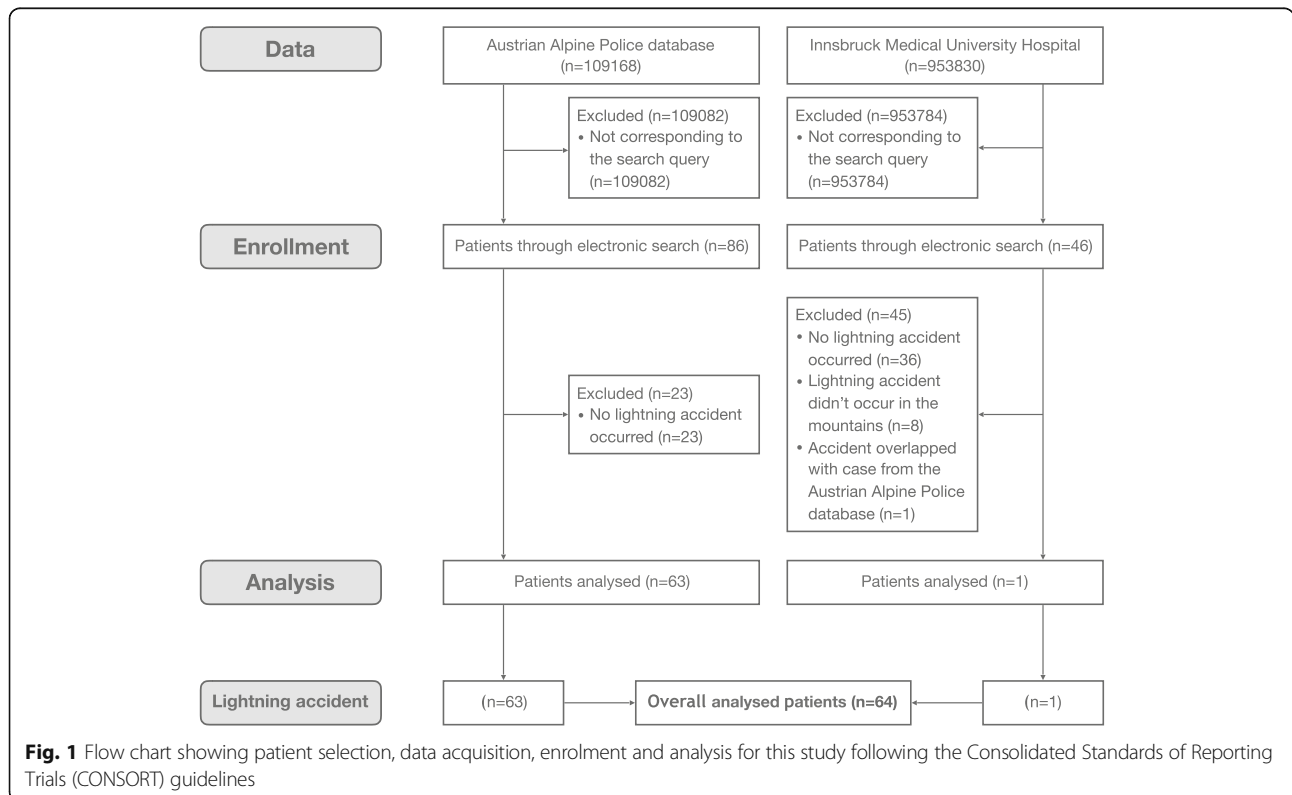 Data
Austrian Alpine Police database
(n=109168)
Innsbruck Medical University Hospital
(n=953830)
Excluded (n=109082)
• Not corresponding to
the search query
(n=109082)
Excluded (n=953784)
• Not corresponding to
the search query
(n=953784)
Enrollment
Patients through electronic search (n=86)
Patients through electronic search (n=46)
Excluded (n=23)
• No lightning accident
occurred (n=23)
Excluded (n=45)
• No lightning accident
occurred (n=36)
• Lightning accident
didn't occur in the
mountains (n=8)
• Accident overlapped
with case from the
Austrian Alpine Police
database (n=1)
Analysis
Patients analysed (n=63)
Patients analysed (n=1)
Lightning accident
(n=63)
Overall analysed patients (n=64)
(n=1)
Fig. 1 Flow chart showing patient selection, data acquisition, enrolment and analysis for this study following the Consolidated Standards of Reporting
Trials (CONSORT) guidelines